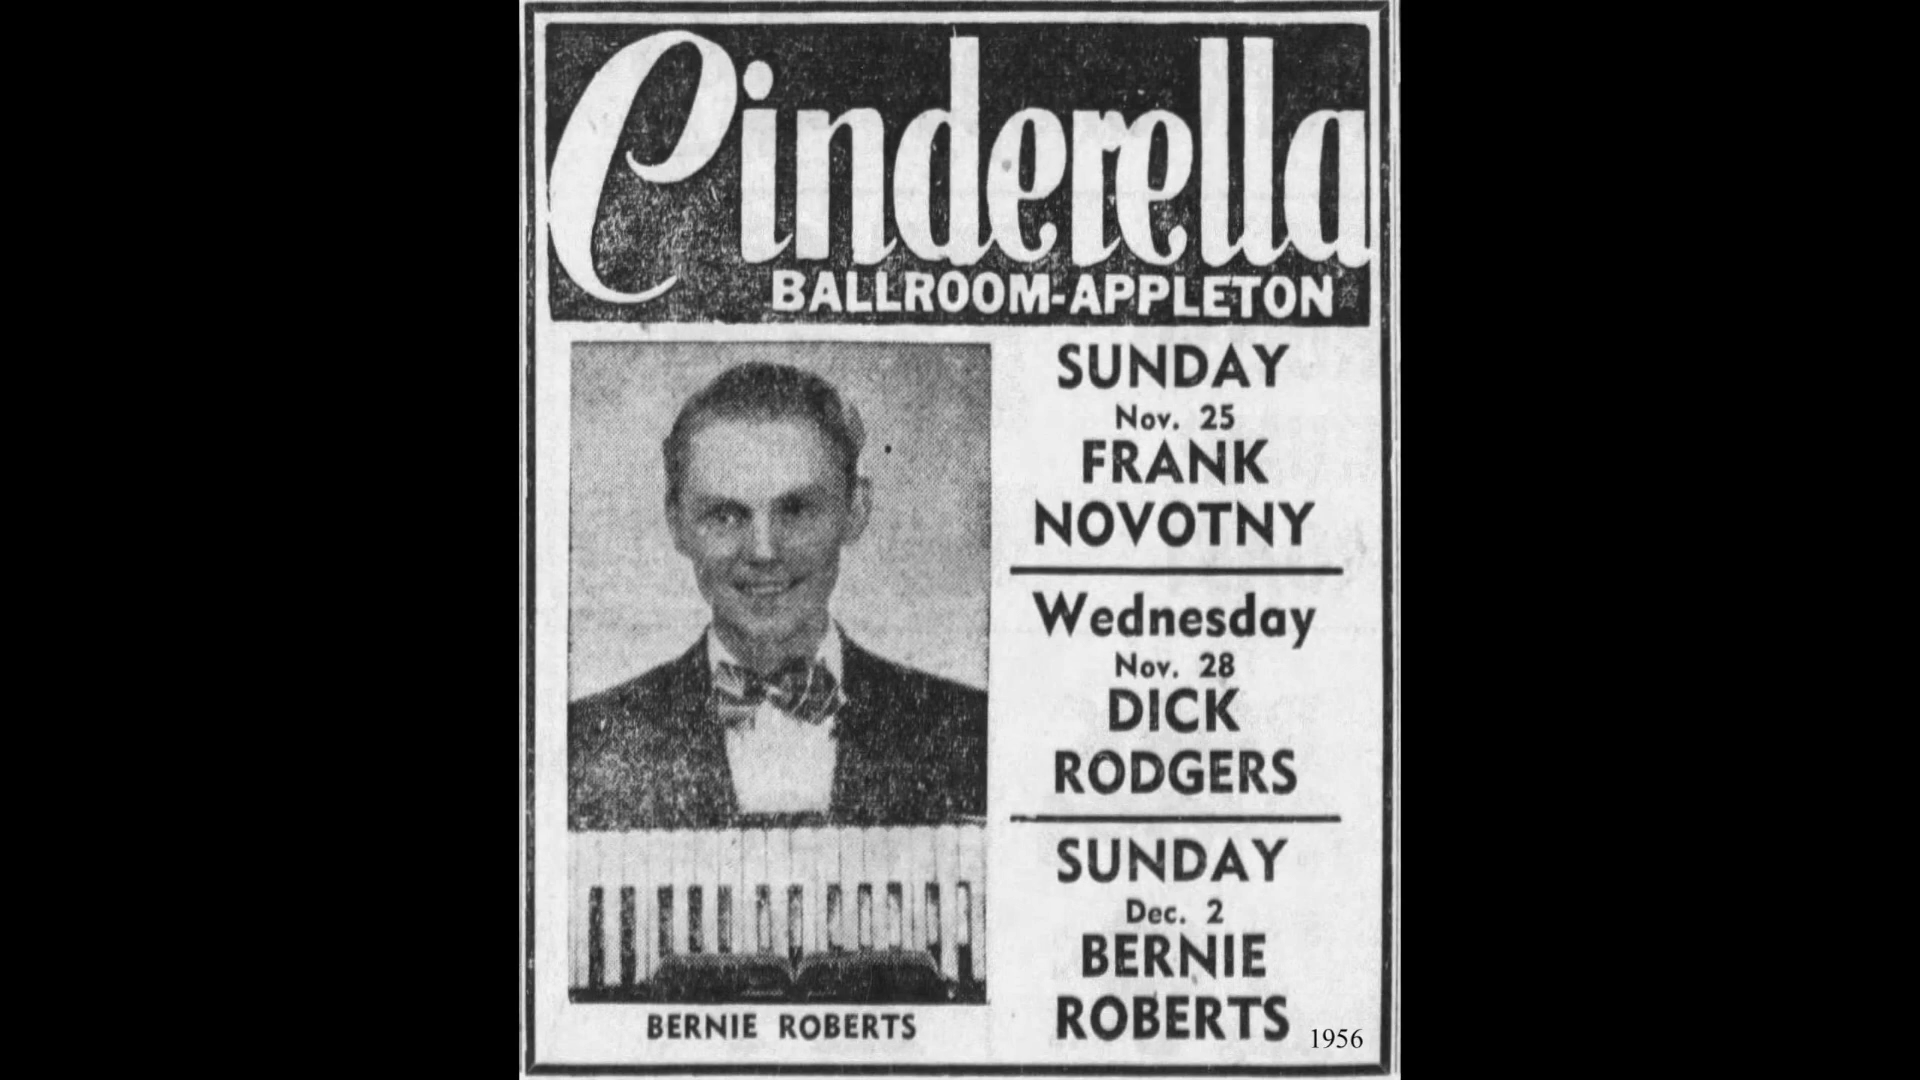 Cinderella
BALLROOM-APPLETON
SUNDAY
Nov. 25
FRANK
NOVOTNY
Wednesday
Nov. 28
DICK
RODGERS
SUNDAY
Dec. 2
BERNIE
ROBERTS
BERNIE ROBERTS
1956